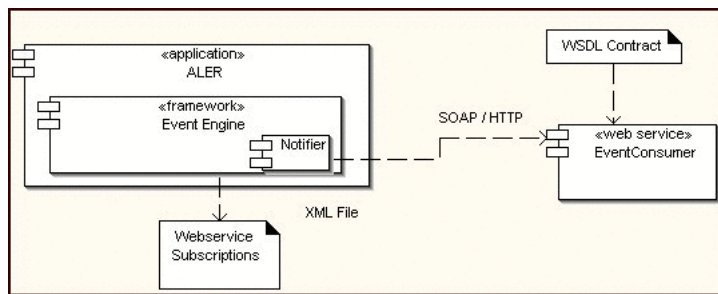 «application»
ALER
«framework»
Event Engine
Notifier
WSDL Contract
SOAP / HTTP
«web service»
EventConsumer
XML File
Webservice
Subscriptions